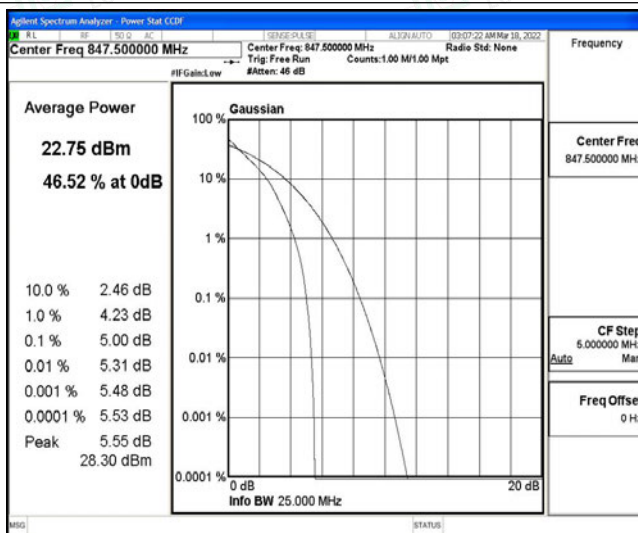 Agilent Spectrum Analyzer - Power Stat CCDF
RL RF 50 Ω AC SENSE:PULSE ALIGN AUTO 03:07:22 AM Mar 18, 2022
Center Freq 847.500000 MHz
Center Freq: 847.500000 MHz Radio Std: None
Trig: Free Run Counts: 1.00 M/1.00 Mpt
#IFGain:Low #Atten: 46 dB
Frequency
Average Power
22.75 dBm
46.52 % at 0dB
10.0 % 2.46 dB
1.0 % 4.23 dB
0.1 % 5.00 dB
0.01 % 5.31 dB
0.001 % 5.48 dB
0.0001 % 5.53 dB
Peak 5.55 dB
28.30 dBm
Gaussian
100 %
10 %
1 %
0.1 %
0.01 %
0.001 %
0.0001 %
0 dB 20 dB
Info BW 25.000 MHz
Center Freq
847.500000 MHz
CF Step
5.000000 MHz
Auto Man
Freq Offset
0 Hz
MSG STATUS